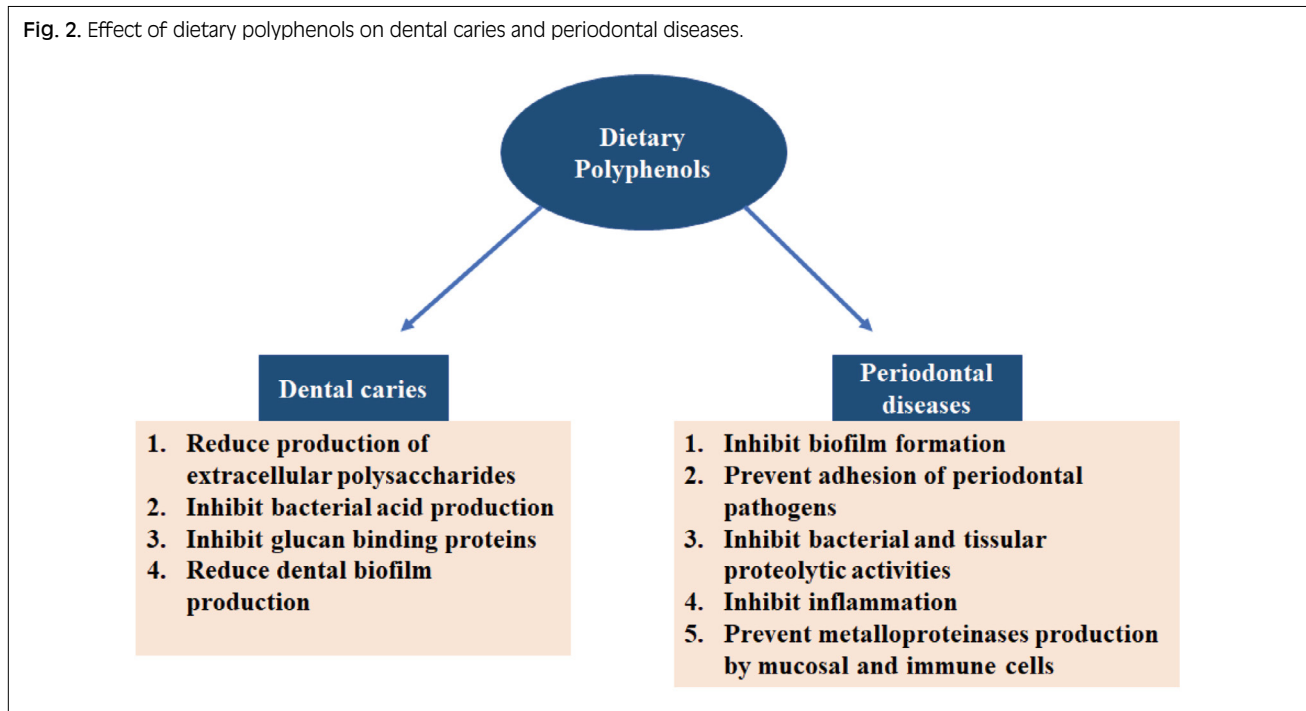 Fig. 2. Effect of dietary polyphenols on dental caries and periodontal diseases.
Dietary
Polyphenols
Dental caries
1. Reduce production of
extracellular polysaccharides
2. Inhibit bacterial acid production
3. Inhibit glucan binding proteins
4. Reduce dental biofilm
production
Periodontal
diseases
1. Inhibit biofilm formation
2. Prevent adhesion of periodontal
pathogens
3. Inhibit bacterial and tissular
proteolytic activities
4. Inhibit inflammation
5. Prevent metalloproteinases production
by mucosal and immune cells